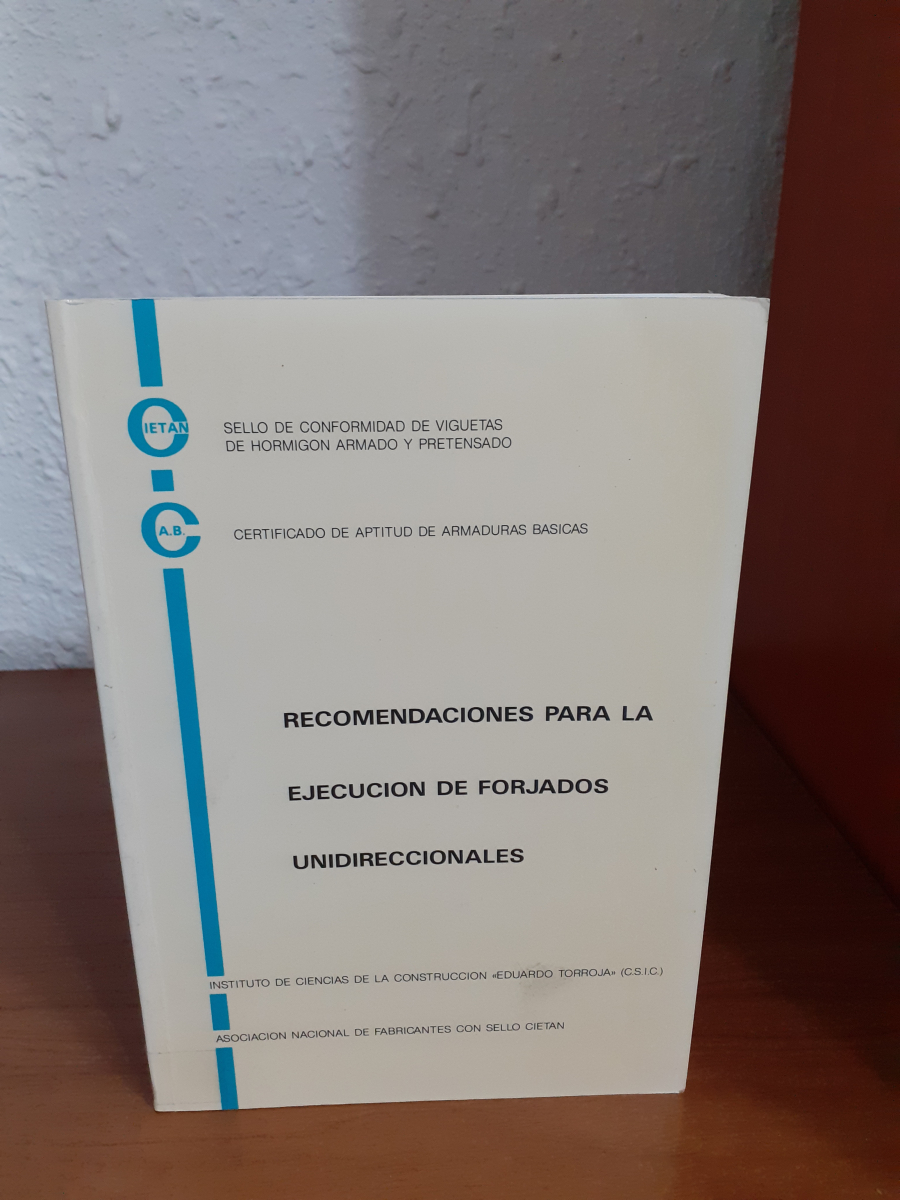 CIETAN
SELLO DE CONFORMIDAD DE VIGUETAS
DE HORMIGON ARMADO Y PRETENSADO
C A.B.
CERTIFICADO DE APTITUD DE ARMADURAS BASICAS
RECOMENDACIONES PARA LA
EJECUCION DE FORJADOS
UNIDIRECCIONALES
INSTITUTO DE CIENCIAS DE LA CONSTRUCCION «EDUARDO TORROJA» (C.S.I.C.)
ASOCIACION NACIONAL DE FABRICANTES CON SELLO CIETAN